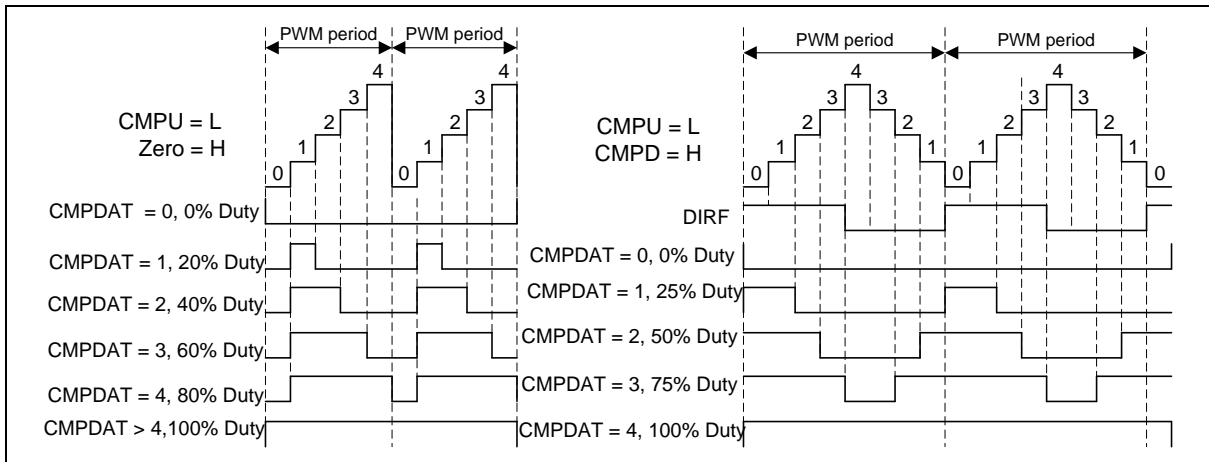 PWM period PWM period
4 4
3 3
2 2
1 1
0 0
CMPU = L
Zero = H
CMPDAT = 0, 0% Duty
CMPDAT = 1, 20% Duty
CMPDAT = 2, 40% Duty
CMPDAT = 3, 60% Duty
CMPDAT = 4, 80% Duty
CMPDAT > 4,100% Duty
PWM period PWM period
4 4
3 3 3 3
2 2 2 2
1 1 1 1
0 0 0
CMPU = L
CMPD = H
DIRF
CMPDAT = 0, 0% Duty
CMPDAT = 1, 25% Duty
CMPDAT = 2, 50% Duty
CMPDAT = 3, 75% Duty
CMPDAT = 4, 100% Duty